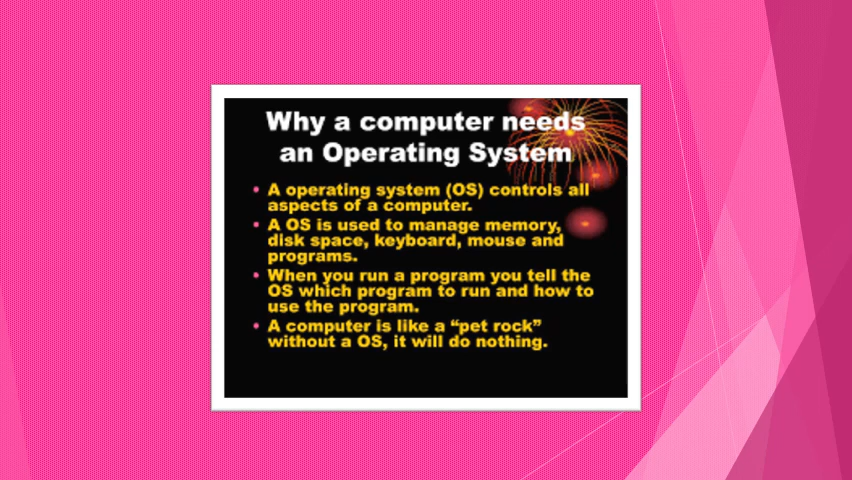 Why a computer needs
an Operating System
• A operating system (OS) controls all
aspects of a computer.
• A OS is used to manage memory,
disk space, keyboard, mouse and
programs.
• When you run a program you tell the
OS which program to run and how to
use the program.
• A computer is like a “pet rock”
without a OS, it will do nothing.